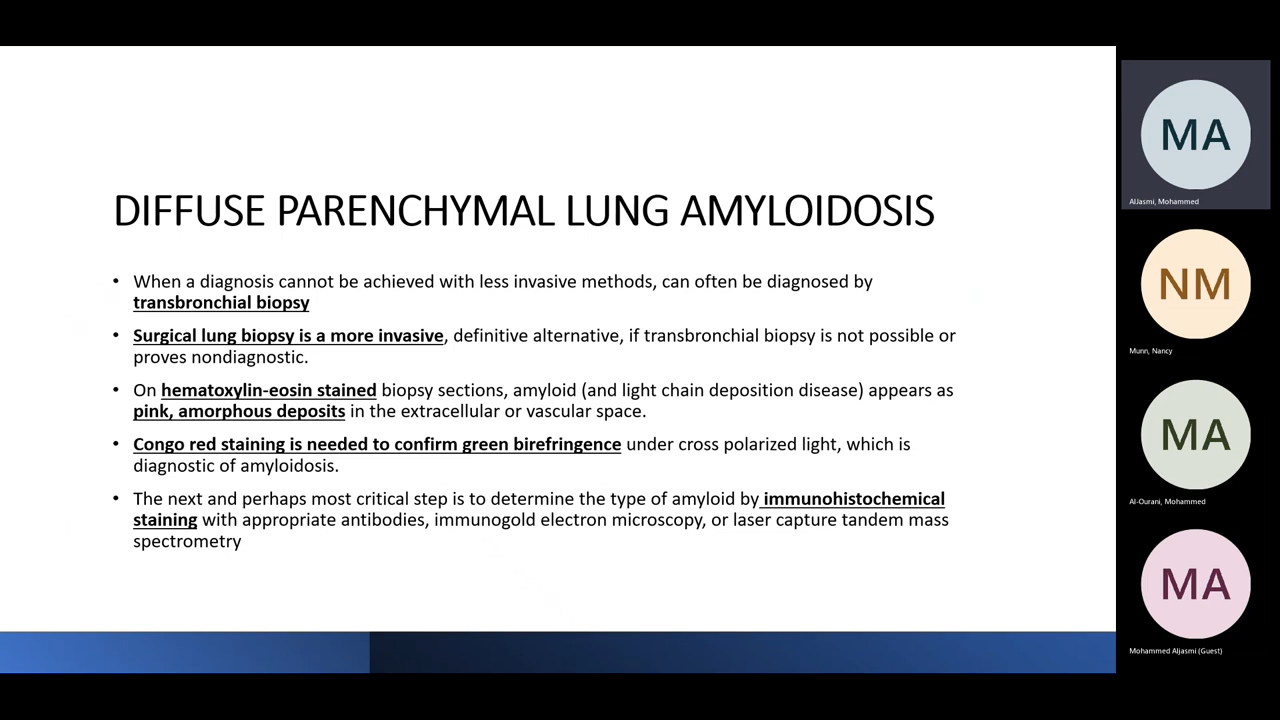 DIFFUSE PARENCHYMAL LUNG AMYLOIDOSIS
• When a diagnosis cannot be achieved with less invasive methods, can often be diagnosed by
transbronchial biopsy
• Surgical lung biopsy is a more invasive, definitive alternative, if transbronchial biopsy is not possible or
proves nondiagnostic.
• On hematoxylin-eosin stained biopsy sections, amyloid (and light chain deposition disease) appears as
pink, amorphous deposits in the extracellular or vascular space.
• Congo red staining is needed to confirm green birefringence under cross polarized light, which is
diagnostic of amyloidosis.
• The next and perhaps most critical step is to determine the type of amyloid by immunohistochemical
staining with appropriate antibodies, immunogold electron microscopy, or laser capture tandem mass
spectrometry
MA
AlJasmi, Mohammed
NM
Munn, Nancy
MA
Al-Ourani, Mohammed
MA
Mohammed Aljasmi (Guest)